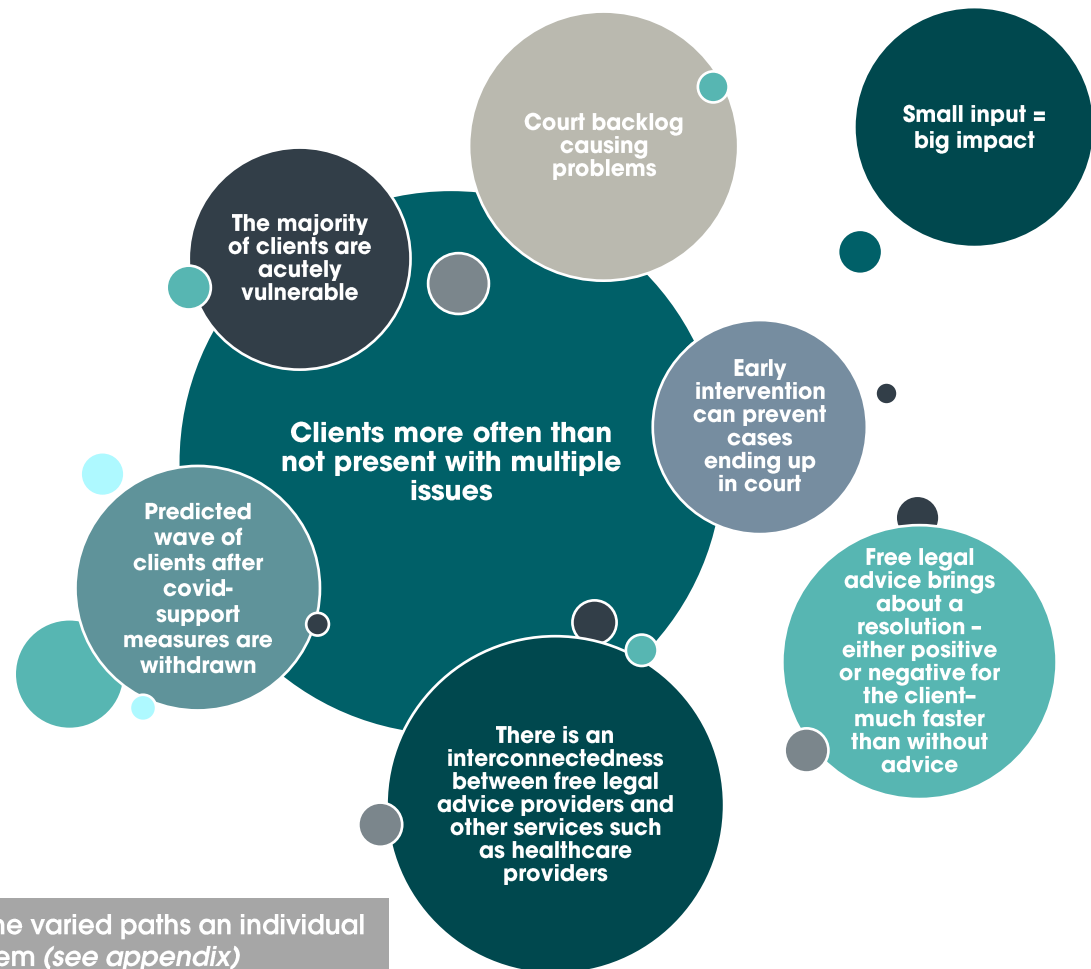 Court backlog
causing
problems
Small input =
big impact
The majority
of clients are
acutely
vulnerable
Early
intervention
can prevent
cases
ending up
in court
Clients more often than
not present with multiple
issues
Predicted
wave of
clients after
covid-
support
measures are
withdrawn
Free legal
advice brings
about a
resolution –
either positive
or negative for
the client–
much faster
than without
advice
There is an
interconnectedness
between free legal
advice providers and
other services such
as healthcare
providers
varied paths an individual
(see appendix)